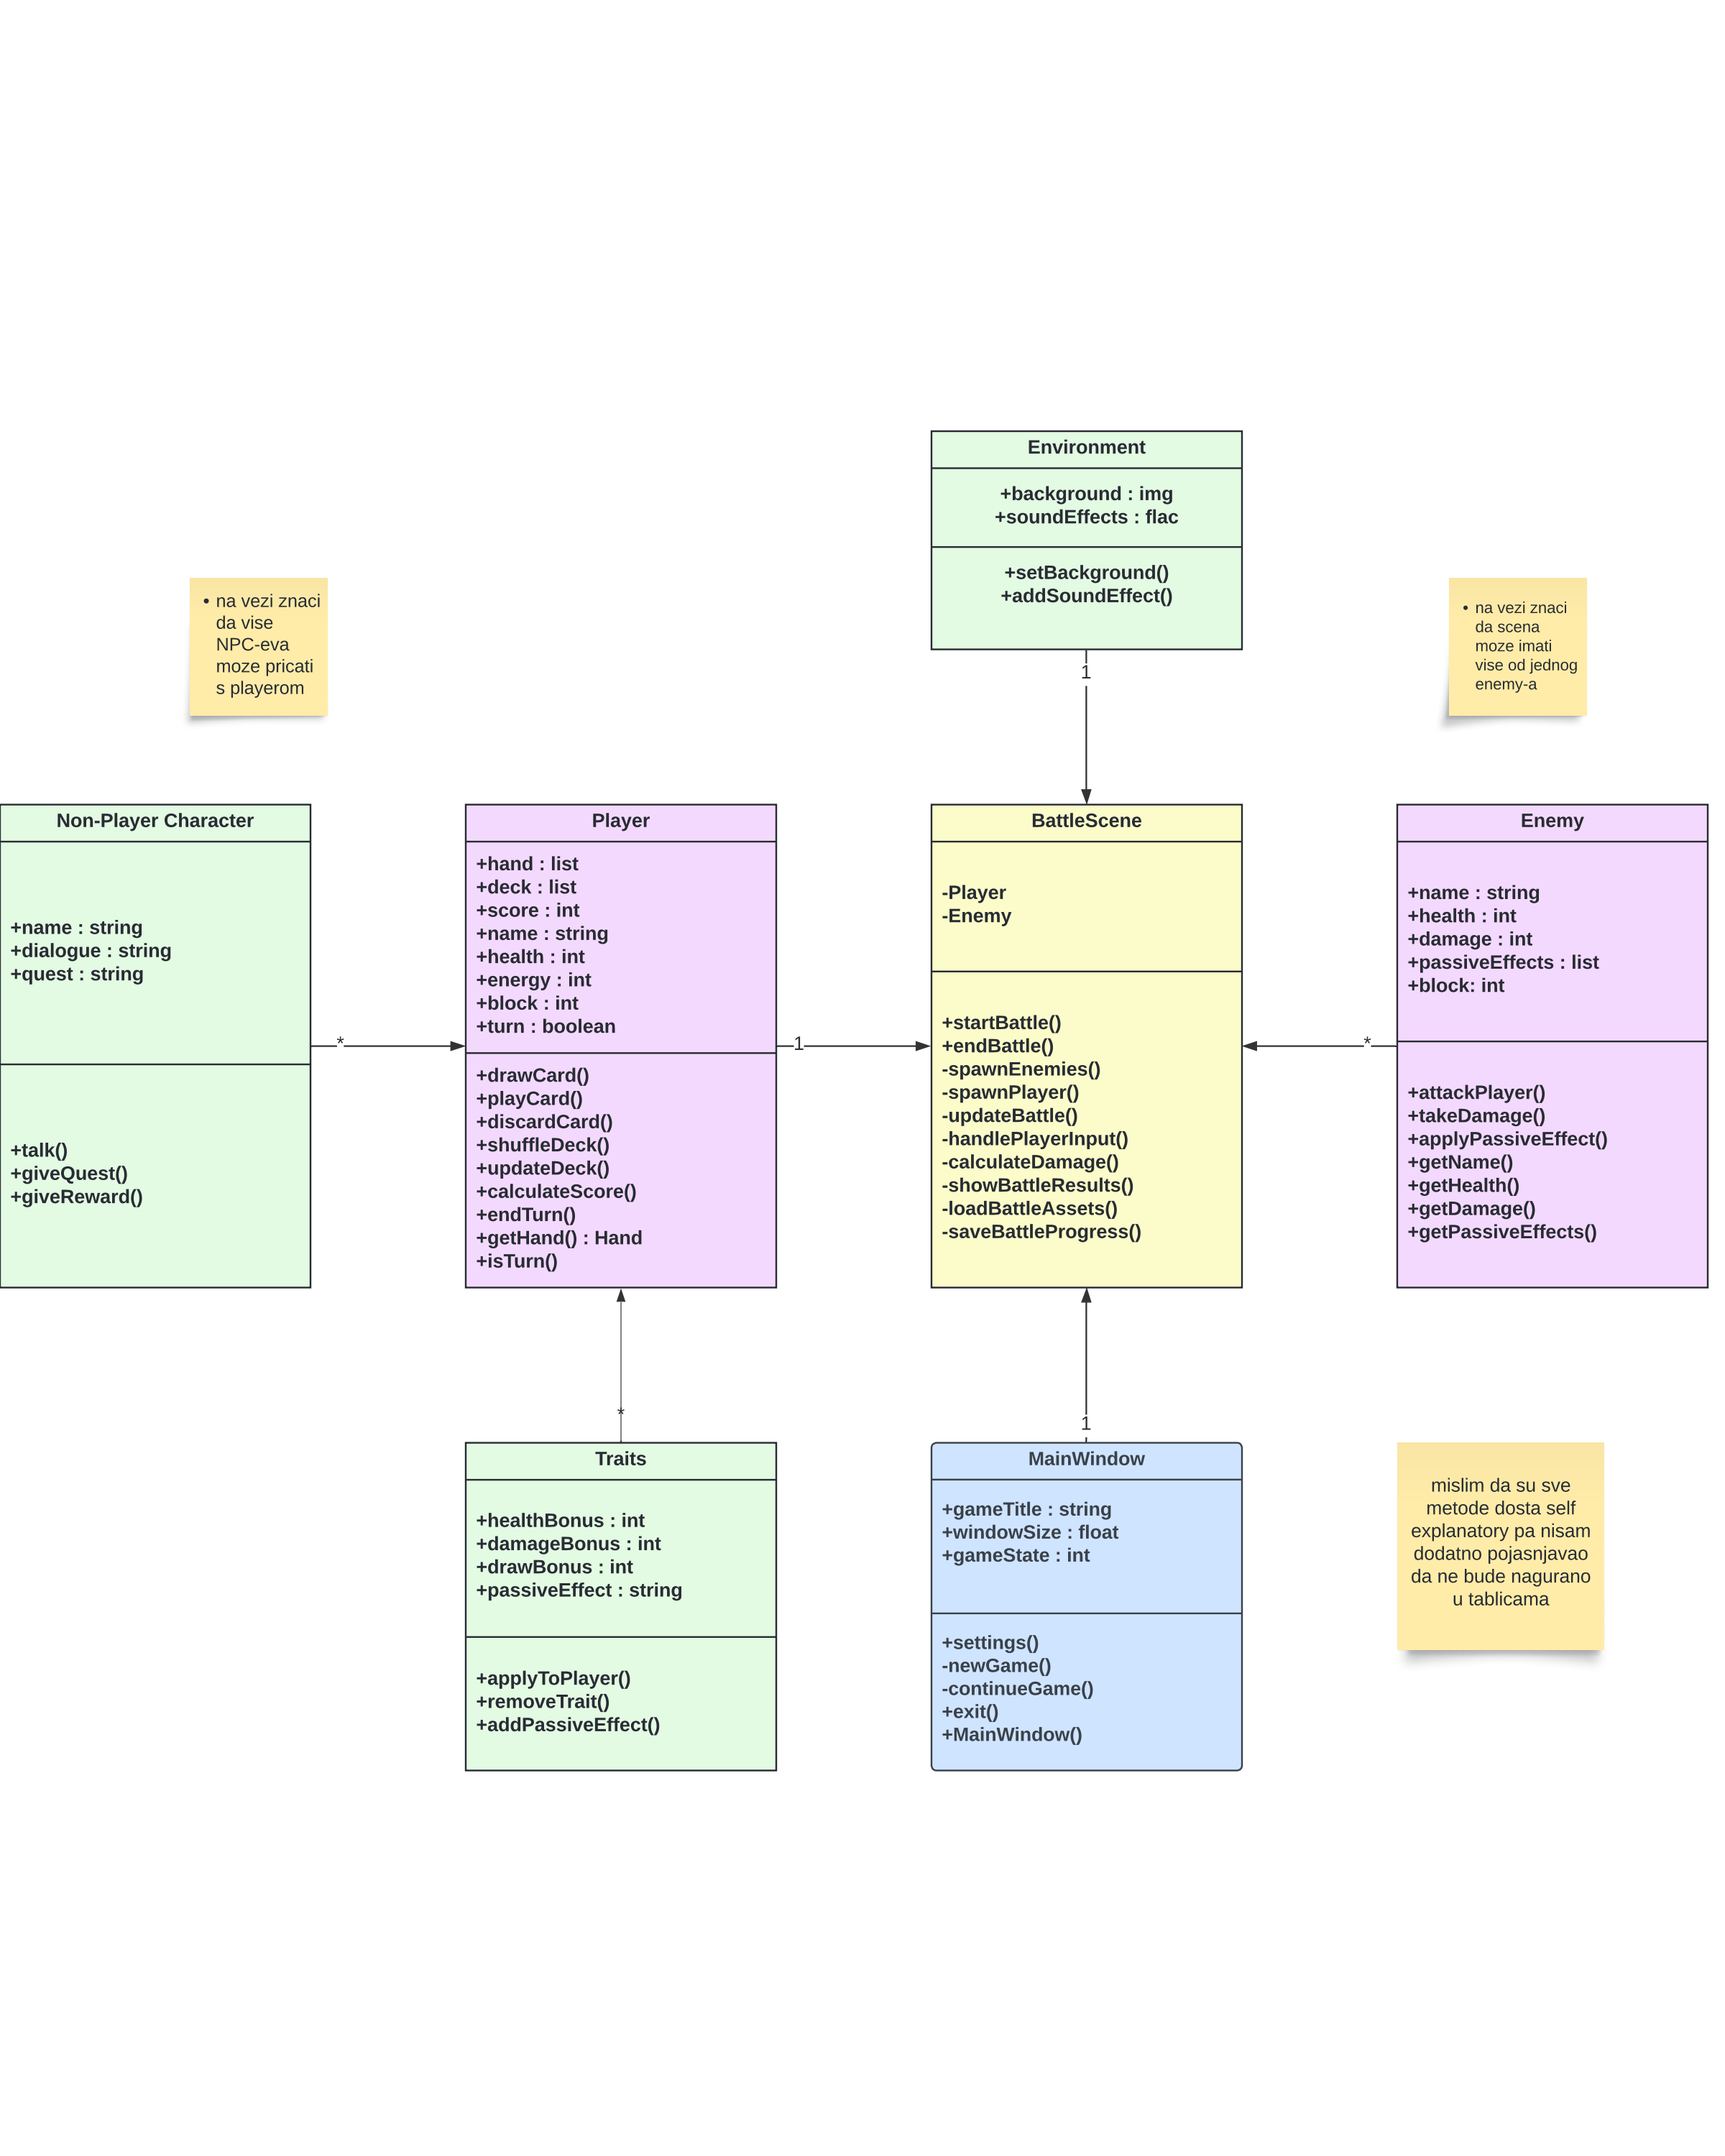 Environment
+background : img
+soundEffects : flac
+setBackground()
+addSoundEffect()
• na vezi znaci
da vise
NPC-eva
moze pricati
s playerom
• na vezi znaci
da scena
moze imati
vise od jednog
enemy-a
1
Non-Player Character
+name : string
+dialogue : string
+quest : string
+talk()
+giveQuest()
+giveReward()
*
Player
+hand : list
+deck : list
+score : int
+name : string
+health : int
+energy : int
+block : int
+turn : boolean
+drawCard()
+playCard()
+discardCard()
+shuffleDeck()
+updateDeck()
+calculateScore()
+endTurn()
+getHand() : Hand
+isTurn()
1
BattleScene
-Player
-Enemy
+startBattle()
+endBattle()
-spawnEnemies()
-spawnPlayer()
-updateBattle()
-handlePlayerInput()
-calculateDamage()
-showBattleResults()
-loadBattleAssets()
-saveBattleProgress()
*
Enemy
+name : string
+health : int
+damage : int
+passiveEffects : list
+block: int
+attackPlayer()
+takeDamage()
+applyPassiveEffect()
+getName()
+getHealth()
+getDamage()
+getPassiveEffects()
*
1
Traits
+healthBonus : int
+damageBonus : int
+drawBonus : int
+passiveEffect : string
+applyToPlayer()
+removeTrait()
+addPassiveEffect()
MainWindow
+gameTitle : string
+windowSize : float
+gameState : int
+settings()
-newGame()
-continueGame()
+exit()
+MainWindow()
mislim da su sve
metode dosta self
explanatory pa nisam
dodatno pojasnjavao
da ne bude nagurano
u tablicama